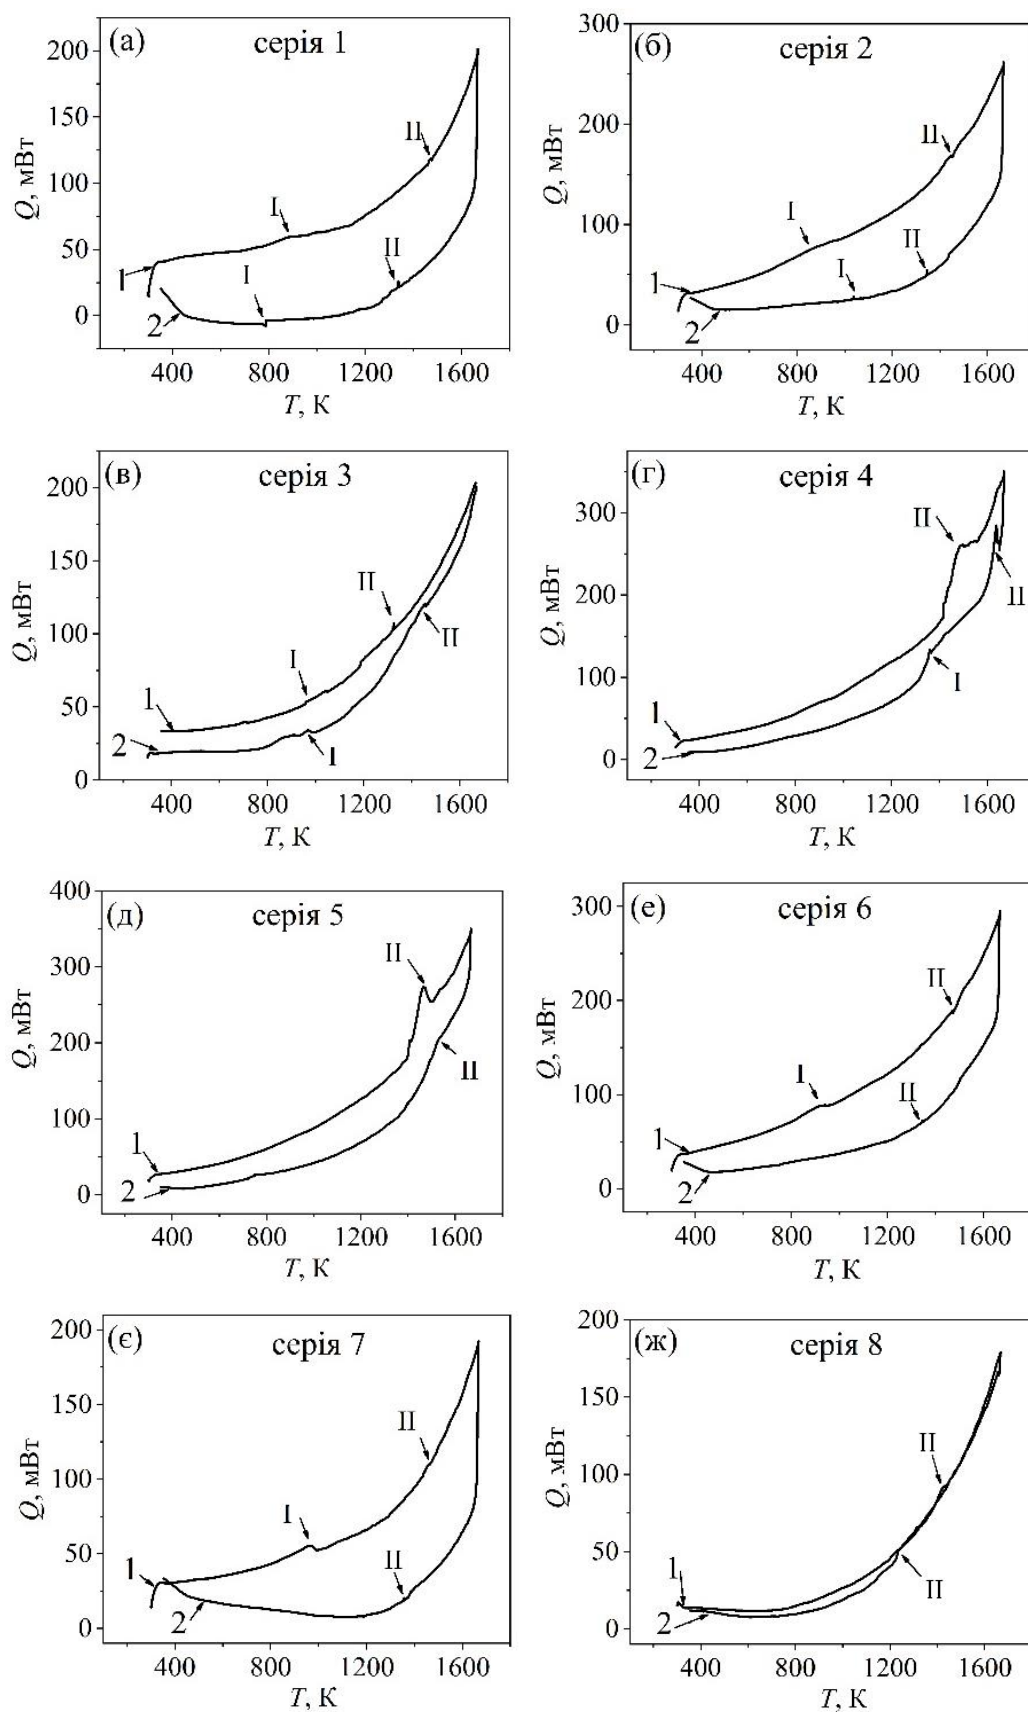 (а)
серія 1
200
150
100
50
0
Q, мВт
I
II
1
2
I
II
400
800
1200
1600
T, К
(б)
серія 2
300
200
100
0
Q, мВт
I
II
1
2
I
II
400
800
1200
1600
T, К
(в)
серія 3
200
150
100
50
0
Q, мВт
II
II
I
1
2
I
400
800
1200
1600
T, К
(г)
серія 4
300
200
100
0
Q, мВт
II
II
I
1
2
400
800
1200
1600
T, К
(д)
серія 5
400
300
200
100
0
Q, мВт
II
II
1
2
400
800
1200
1600
T, К
(е)
серія 6
300
200
100
0
Q, мВт
II
I
II
1
2
400
800
1200
1600
T, К
(є)
серія 7
200
150
100
50
0
Q, мВт
II
I
II
1
2
400
800
1200
1600
T, К
(ж)
серія 8
200
150
100
50
0
Q, мВт
II
II
1
2
400
800
1200
1600
T, К